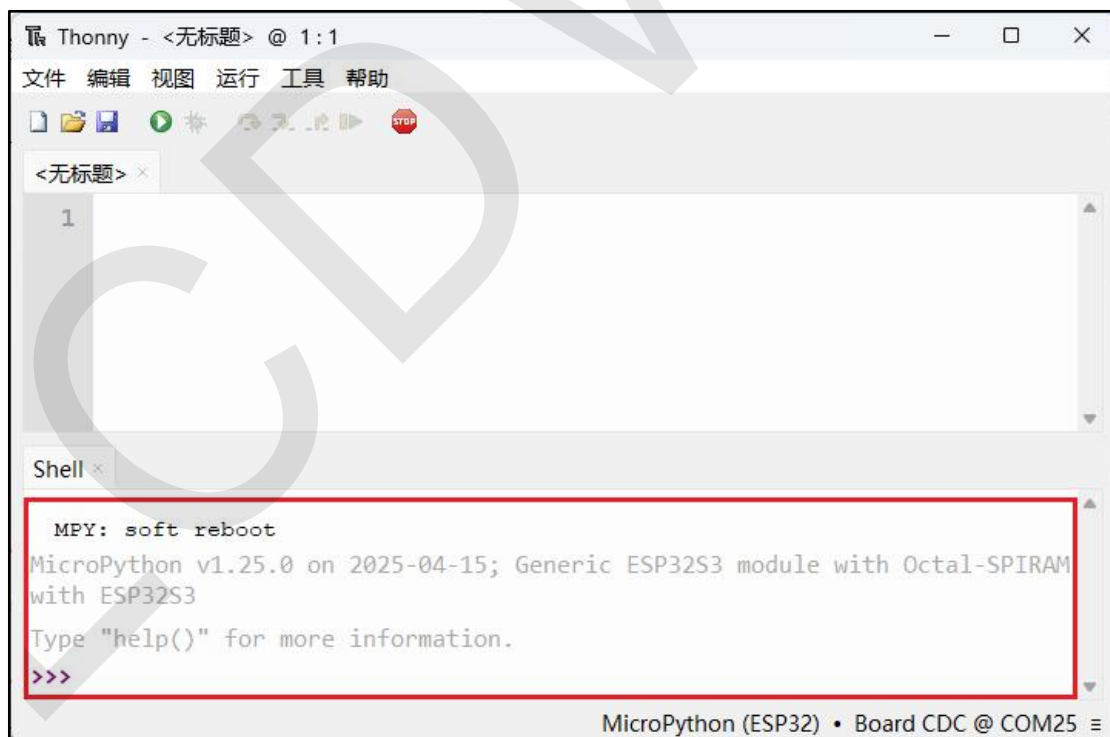 Thonny - <无标题> @ 1:1
文件 编辑 视图 运行 工具 帮助
STOP
<无标题> ×
1
Shell ×
MPY: soft reboot
MicroPython v1.25.0 on 2025-04-15; Generic ESP32S3 module with Octal-SPIRAM
with ESP32S3
Type "help()" for more information.
>>>
MicroPython (ESP32) • Board CDC @ COM25 ≡
LCD